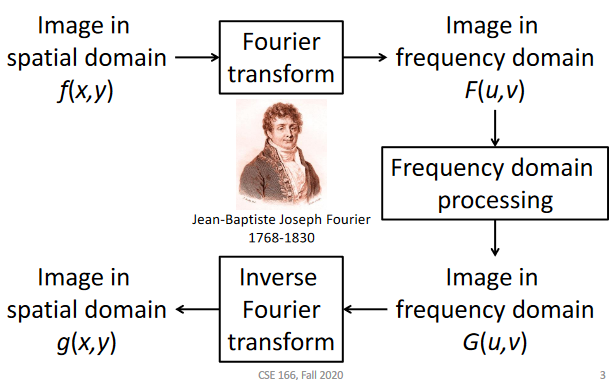 Image in
spatial domain
f(x,y)
Fourier
transform
Image in
frequency domain
F(u,v)
Jean-Baptiste Joseph Fourier
1768-1830
Frequency domain
processing
Image in
spatial domain
g(x,y)
Inverse
Fourier
transform
Image in
frequency domain
G(u,v)
CSE 166, Fall 2020
3